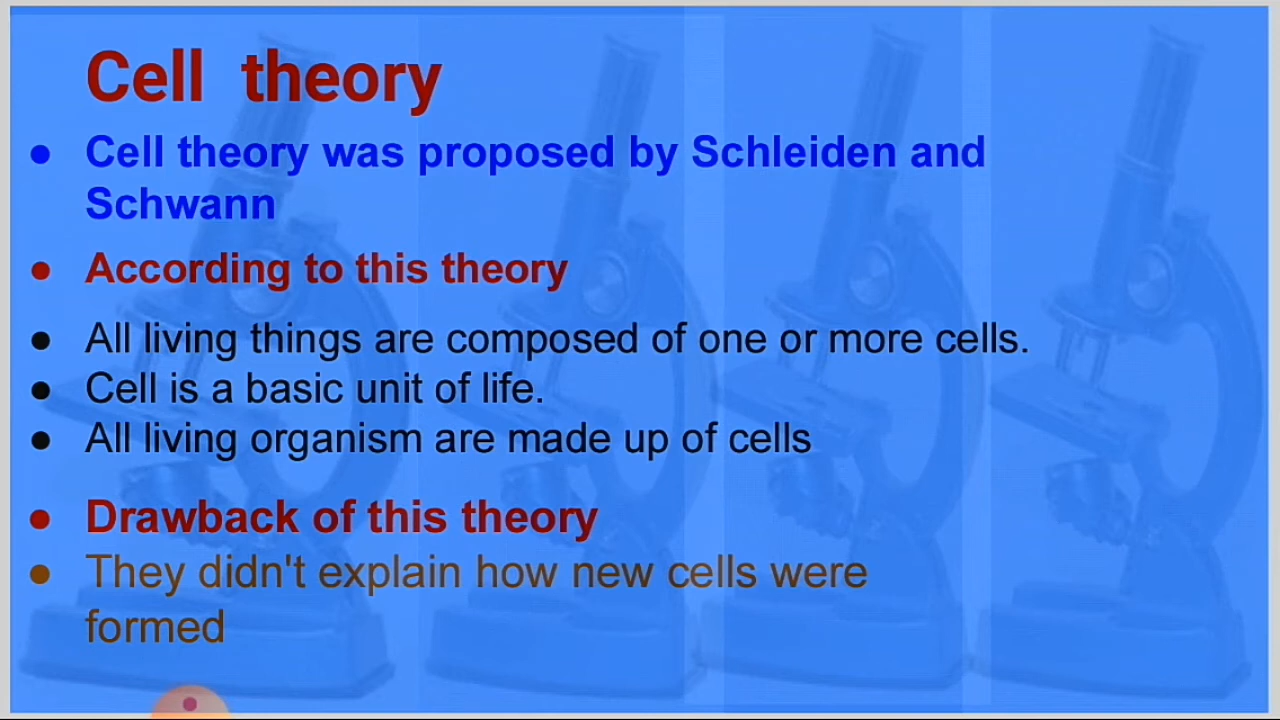 Cell theory
● Cell theory was proposed by Schleiden and
Schwann
● According to this theory
● All living things are composed of one or more cells.
● Cell is a basic unit of life.
● All living organism are made up of cells
● Drawback of this theory
● They didn't explain how new cells were
formed